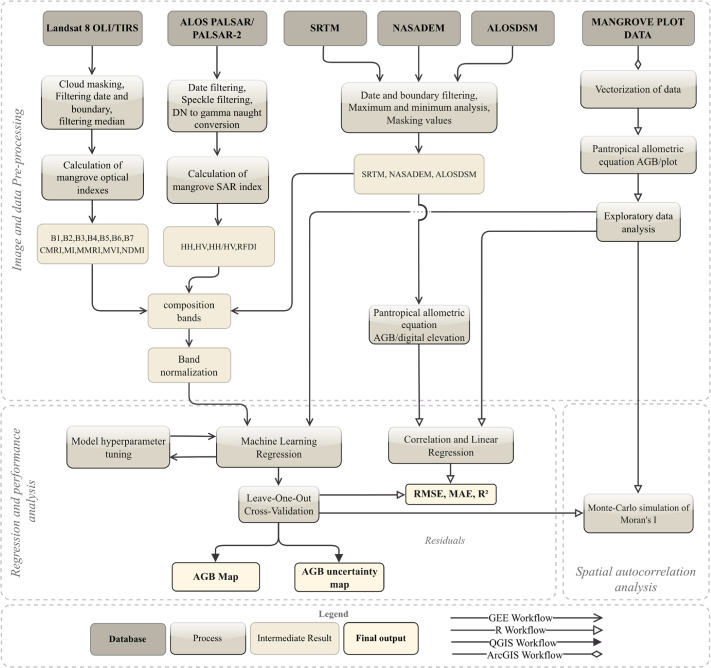 Landsat 8 OLI/TIRS
ALOS PALSAR/
PALSAR-2
SRTM
NASADEM
ALOSDSM
MANGROVE PLOT
DATA
Cloud masking,
Filtering date and
boundary,
filtering median
Date filtering,
Speckle filtering,
DN to gamma naught
conversion
Date and boundary filtering,
Maximum and minimum analysis,
Masking values
Vectorization of data
Pantropical allometric
equation AGB/plot
Calculation of
mangrove optical
indexes
Calculation of
mangrove SAR index
SRTM, NASADEM, ALOSDSM
Exploratory data
analysis
B1,B2,B3,B4,B5,B6,B7
CMRI,MI,MMRI,MVI,NDMI
HH,HV,HH/HV,RFDI
composition
bands
Pantropical allometric
equation
AGB/digital elevation
Band
normalization
Image and data Pre-processing
Model hyperparameter
tuning
Machine Learning
Regression
Correlation and Linear
Regression
Leave-One-Out
Cross-Validation
RMSE, MAE, R²
Monte-Carlo simulation of
Moran's I
Residuals
AGB Map
AGB uncertainty
map
Regression and performance
analysis
Spatial autocorrelation
analysis
Legend
Database
Process
Intermediate Result
Final output
GEE Workflow
R Workflow
QGIS Workflow
ArcGIS Workflow